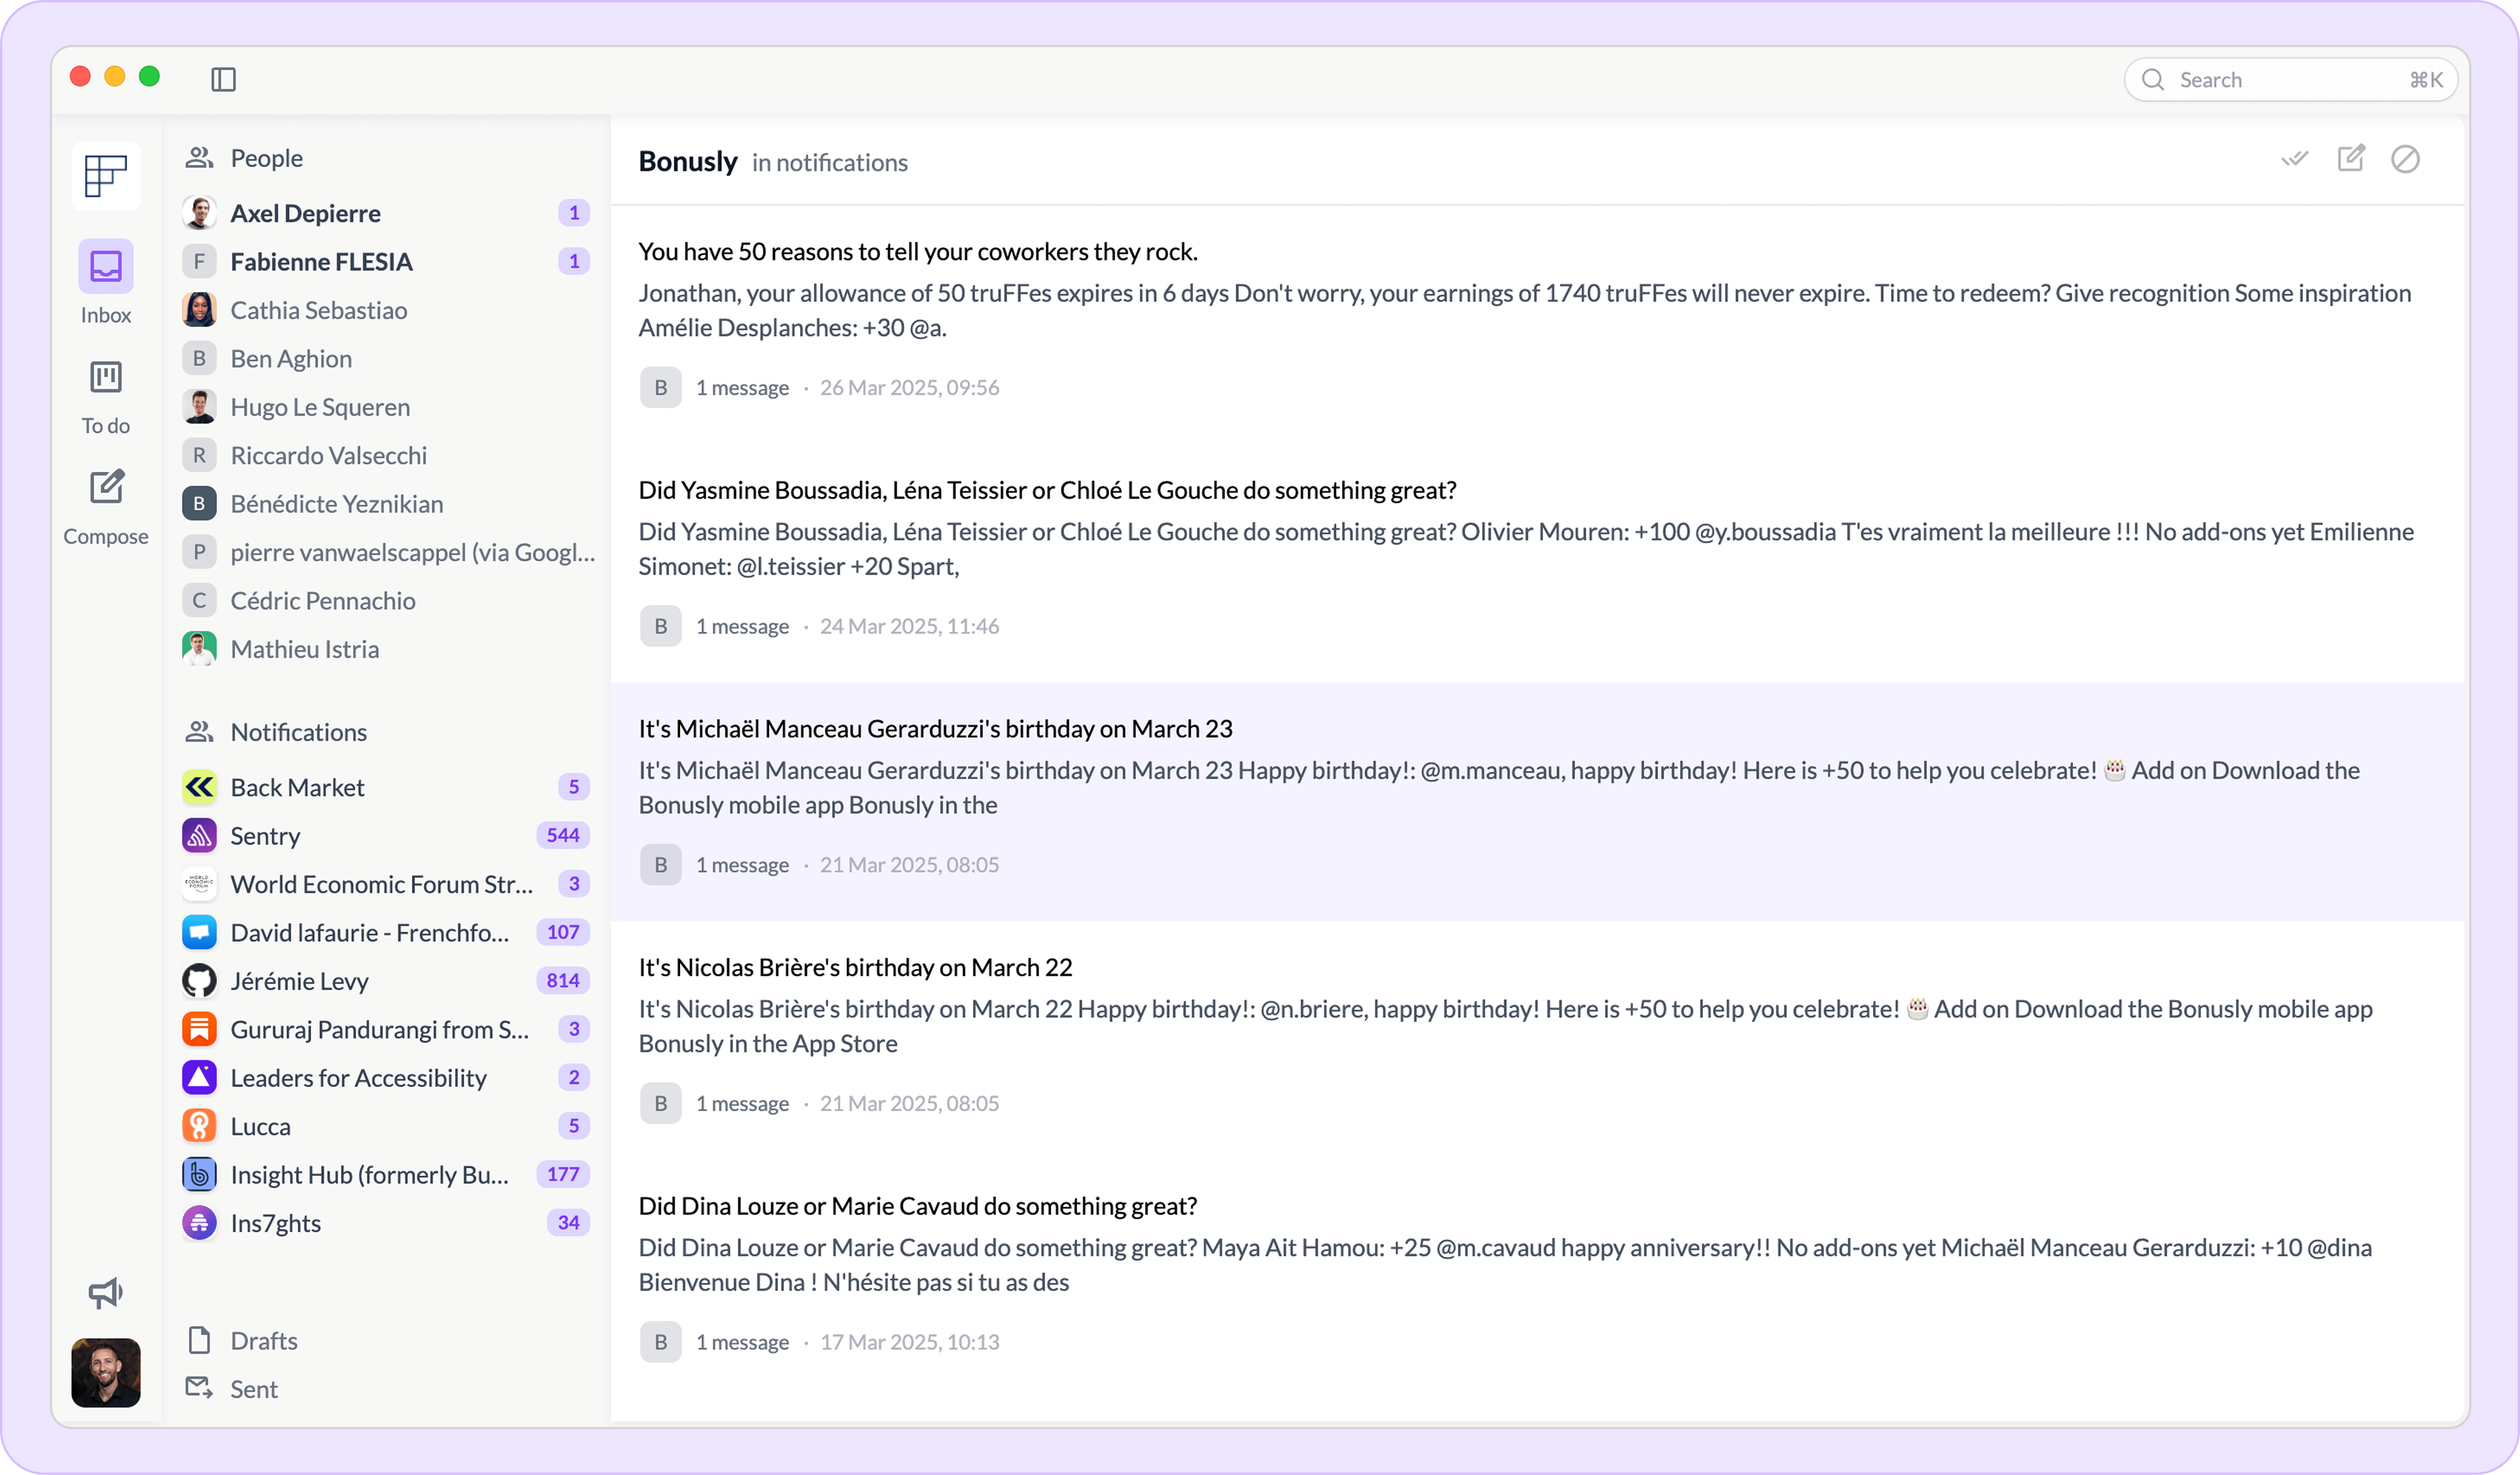 Search ⌘K
Inbox
To do
Compose
People
Axel Depierre 1
F Fabienne FLESIA 1
Cathia Sebastiao
B Ben Aghion
Hugo Le Squeren
R Riccardo Valsecchi
B Bénédicte Yeznikian
P pierre vanwaelscappel (via Googl...
C Cédric Pennachio
Mathieu Istria
Notifications
Back Market 5
Sentry 544
WORLD ECONOMIC FORUM World Economic Forum Str... 3
David lafaurie - Frenchfo... 107
Jérémie Levy 814
Gururaj Pandurangi from S... 3
Leaders for Accessibility 2
Lucca 5
Insight Hub (formerly Bu... 177
Ins7ghts 34
Drafts
Sent
Bonusly in notifications
You have 50 reasons to tell your coworkers they rock.
Jonathan, your allowance of 50 truFFes expires in 6 days Don't worry, your earnings of 1740 truFFes will never expire. Time to redeem? Give recognition Some inspiration
Amélie Desplanches: +30 @a.
B 1 message · 26 Mar 2025, 09:56
Did Yasmine Boussadia, Léna Teissier or Chloé Le Gouche do something great?
Did Yasmine Boussadia, Léna Teissier or Chloé Le Gouche do something great? Olivier Mouren: +100 @y.boussadia T'es vraiment la meilleure !!! No add-ons yet Emilienne
Simonet: @l.teissier +20 Spart,
B 1 message · 24 Mar 2025, 11:46
It's Michaël Manceau Gerarduzzi's birthday on March 23
It's Michaël Manceau Gerarduzzi's birthday on March 23 Happy birthday!: @m.manceau, happy birthday! Here is +50 to help you celebrate! 🎂 Add on Download the
Bonusly mobile app Bonusly in the
B 1 message · 21 Mar 2025, 08:05
It's Nicolas Brière's birthday on March 22
It's Nicolas Brière's birthday on March 22 Happy birthday!: @n.briere, happy birthday! Here is +50 to help you celebrate! 🎂 Add on Download the Bonusly mobile app
Bonusly in the App Store
B 1 message · 21 Mar 2025, 08:05
Did Dina Louze or Marie Cavaud do something great?
Did Dina Louze or Marie Cavaud do something great? Maya Ait Hamou: +25 @m.cavaud happy anniversary!! No add-ons yet Michaël Manceau Gerarduzzi: +10 @dina
Bienvenue Dina ! N'hésite pas si tu as des
B 1 message · 17 Mar 2025, 10:13